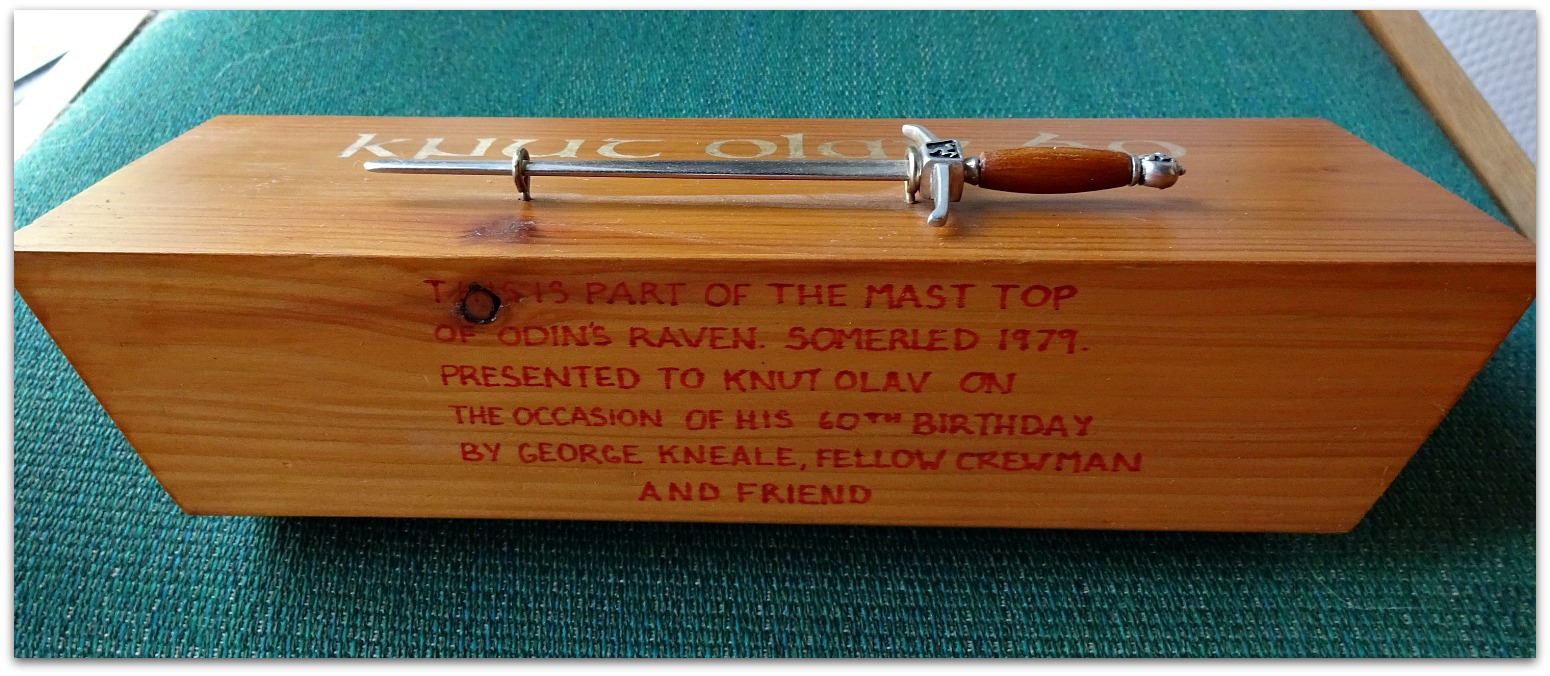 knut olav 60
THIS IS PART OF THE MAST TOP
OF ODIN'S RAVEN. SOMERLED 1979.
PRESENTED TO KNUT OLAV ON
THE OCCASION OF HIS 60TH BIRTHDAY
BY GEORGE KNEALE, FELLOW CREWMAN
AND FRIEND